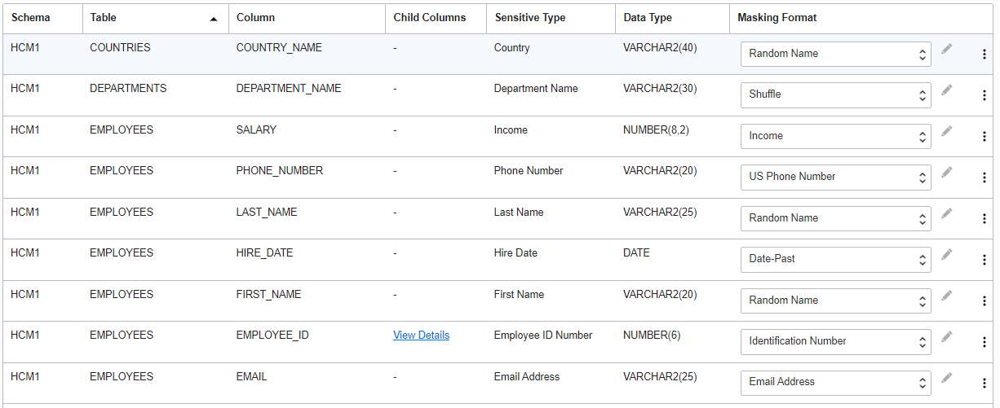 Schema Table Column Child Columns Sensitive Type Data Type Masking Format
HCM1 COUNTRIES COUNTRY_NAME - Country VARCHAR2(40) Random Name
HCM1 DEPARTMENTS DEPARTMENT_NAME - Department Name VARCHAR2(30) Shuffle
HCM1 EMPLOYEES SALARY - Income NUMBER(8,2) Income
HCM1 EMPLOYEES PHONE_NUMBER - Phone Number VARCHAR2(20) US Phone Number
HCM1 EMPLOYEES LAST_NAME - Last Name VARCHAR2(25) Random Name
HCM1 EMPLOYEES HIRE_DATE - Hire Date DATE Date-Past
HCM1 EMPLOYEES FIRST_NAME - First Name VARCHAR2(20) Random Name
HCM1 EMPLOYEES EMPLOYEE_ID View Details Employee ID Number NUMBER(6) Identification Number
HCM1 EMPLOYEES EMAIL - Email Address VARCHAR2(25) Email Address